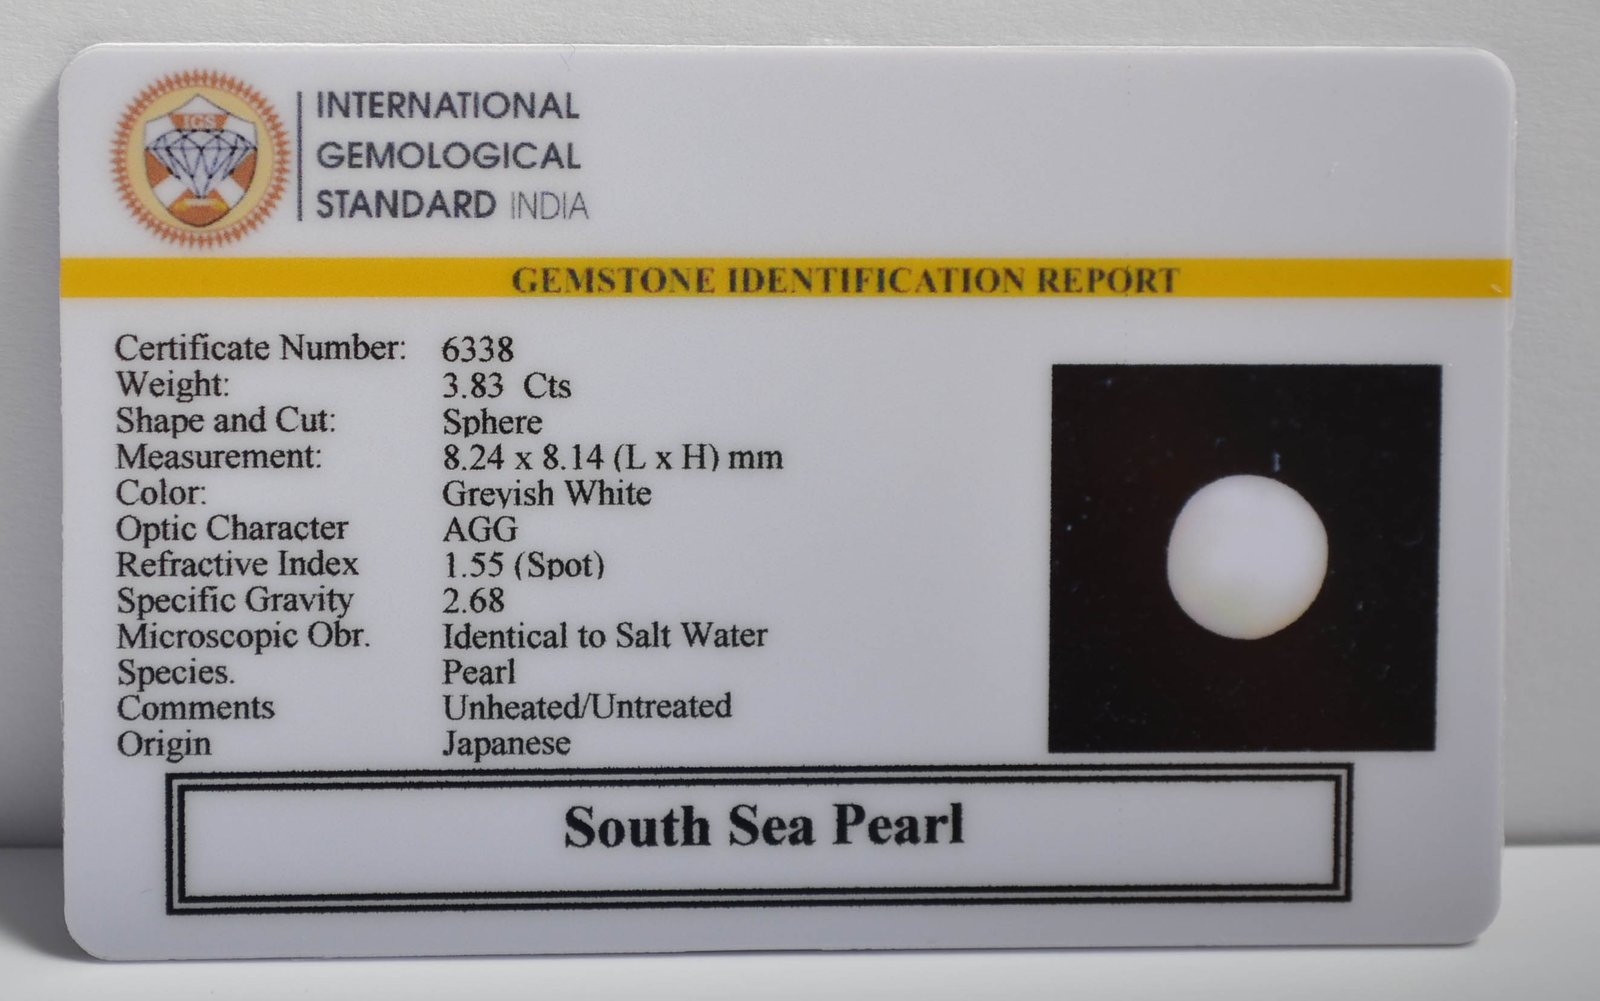 IGS
INTERNATIONAL
GEMOLOGICAL
STANDARD INDIA
GEMSTONE IDENTIFICATION REPORT
Certificate Number: 6338
Weight: 3.83 Cts
Shape and Cut: Sphere
Measurement: 8.24 x 8.14 (L x H) mm
Color: Greyish White
Optic Character AGG
Refractive Index 1.55 (Spot)
Specific Gravity 2.68
Microscopic Obr. Identical to Salt Water
Species. Pearl
Comments Unheated/Untreated
Origin Japanese
South Sea Pearl